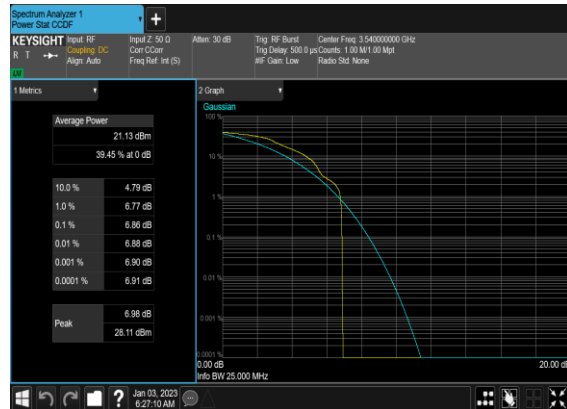 Spectrum Analyzer 1
Power Stat CCDF
KEYSIGHT Input: RF Input Z: 50 Ω Atten: 30 dB Trig: RF Burst Center Freq: 3.540000000 GHz
R T Coupling: DC Corr CCorr Trig Delay: 500.0 µs Counts: 1.00 M/1.00 Mpt
Align: Auto Freq Ref: Int (S) #IF Gain: Low Radio Std: None
1 Metrics 2 Graph
Gaussian
Average Power
21.13 dBm
39.45 % at 0 dB
10.0 % 4.79 dB
1.0 % 6.77 dB
0.1 % 6.86 dB
0.01 % 6.88 dB
0.001 % 6.90 dB
0.0001 % 6.91 dB
Peak 6.98 dB
28.11 dBm
100 %
10 %
1 %
0.1 %
0.01 %
0.001 %
0.0001 %
0.00 dB 20.00 dB
Info BW 25.000 MHz
? Jan 03, 2023
6:27:10 AM